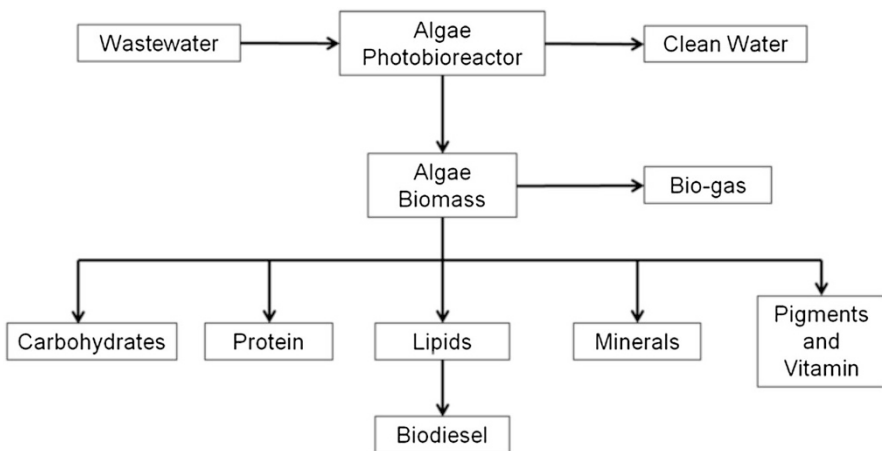 Wastewater
Algae
Photobioreactor
Clean Water
Algae
Biomass
Bio-gas
Carbohydrates
Protein
Lipids
Minerals
Pigments
and
Vitamin
Biodiesel